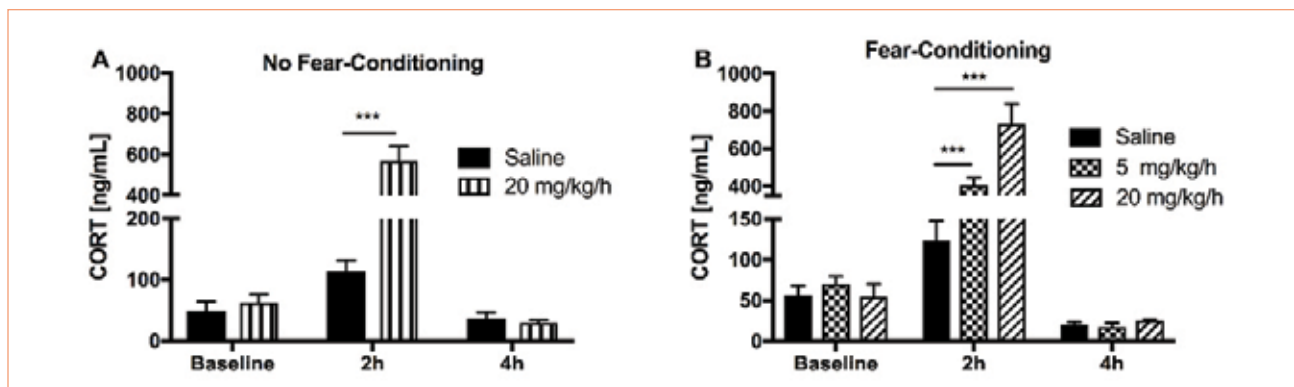 A
No Fear-Conditioning
1000
800
600
400
200
100
0
CORT [ng/mL]
***
Saline
20 mg/kg/h
Baseline 2h 4h
B
Fear-Conditioning
1000
800
600
400
150
100
50
0
CORT [ng/mL]
***
***
Saline
5 mg/kg/h
20 mg/kg/h
Baseline 2h 4h